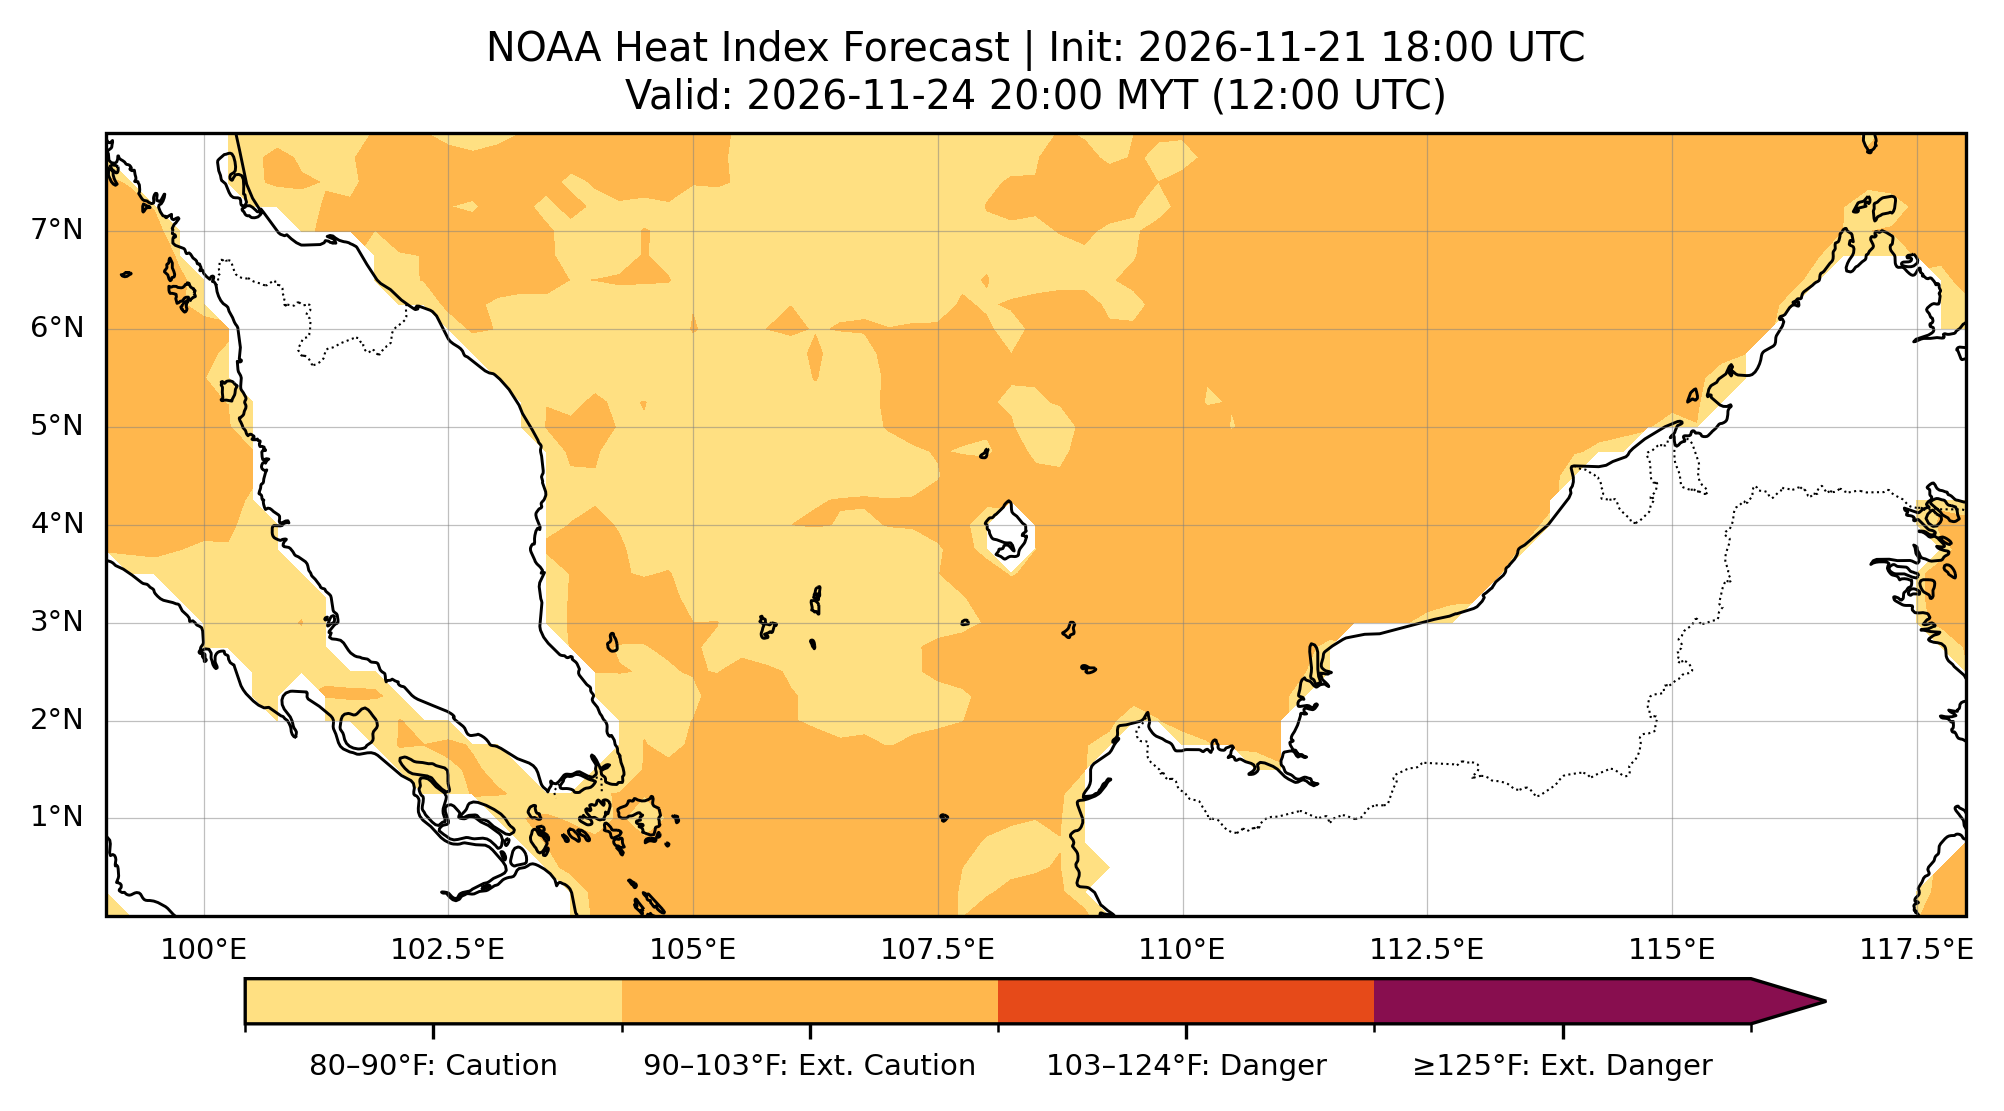 NOAA Heat Index Forecast | Init: 2026-11-21 18:00 UTC
Valid: 2026-11-24 20:00 MYT (12:00 UTC)
7°N
6°N
5°N
4°N
3°N
2°N
1°N
100°E 102.5°E 105°E 107.5°E 110°E 112.5°E 115°E 117.5°E
80–90°F: Caution 90–103°F: Ext. Caution 103–124°F: Danger ≥125°F: Ext. Danger